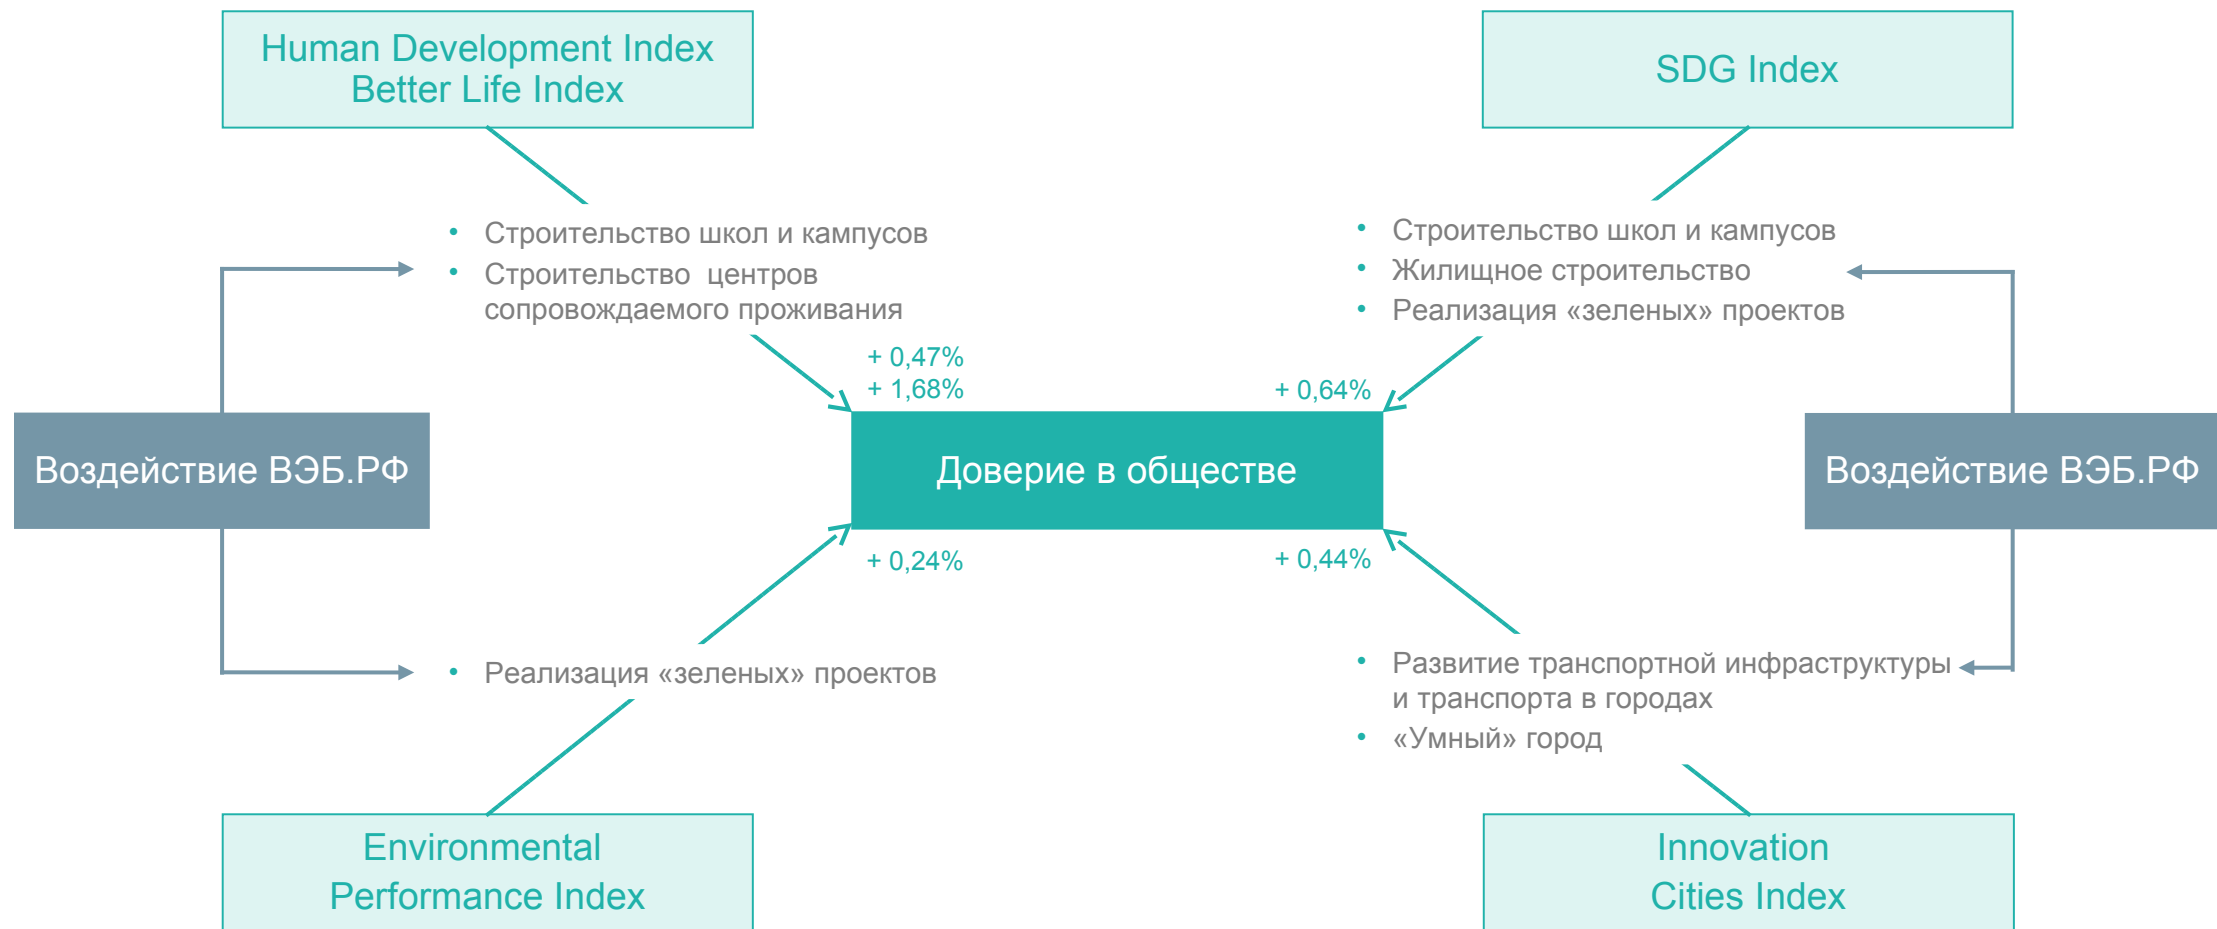 Human Development Index
Better Life Index
SDG Index
• Строительство школ и кампусов
• Строительство центров
сопровождаемого проживания
• Строительство школ и кампусов
• Жилищное строительство
• Реализация «зеленых» проектов
+ 0,47%
+ 1,68%
+ 0,64%
Воздействие ВЭБ.РФ
Доверие в обществе
Воздействие ВЭБ.РФ
+ 0,24%
+ 0,44%
• Реализация «зеленых» проектов
• Развитие транспортной инфраструктуры
и транспорта в городах
• «Умный» город
Environmental
Performance Index
Innovation
Cities Index